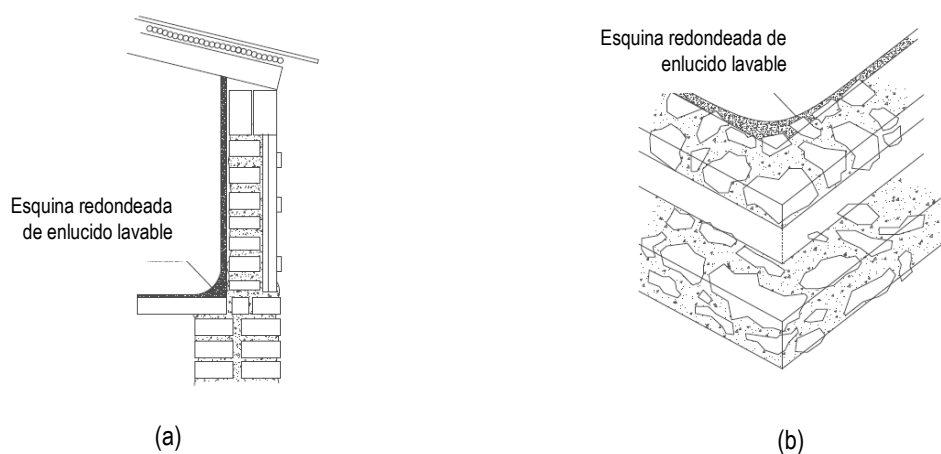 Esquina redondeada
de enlucido lavable
(a)
Esquina redondeada de
enlucido lavable
(b)